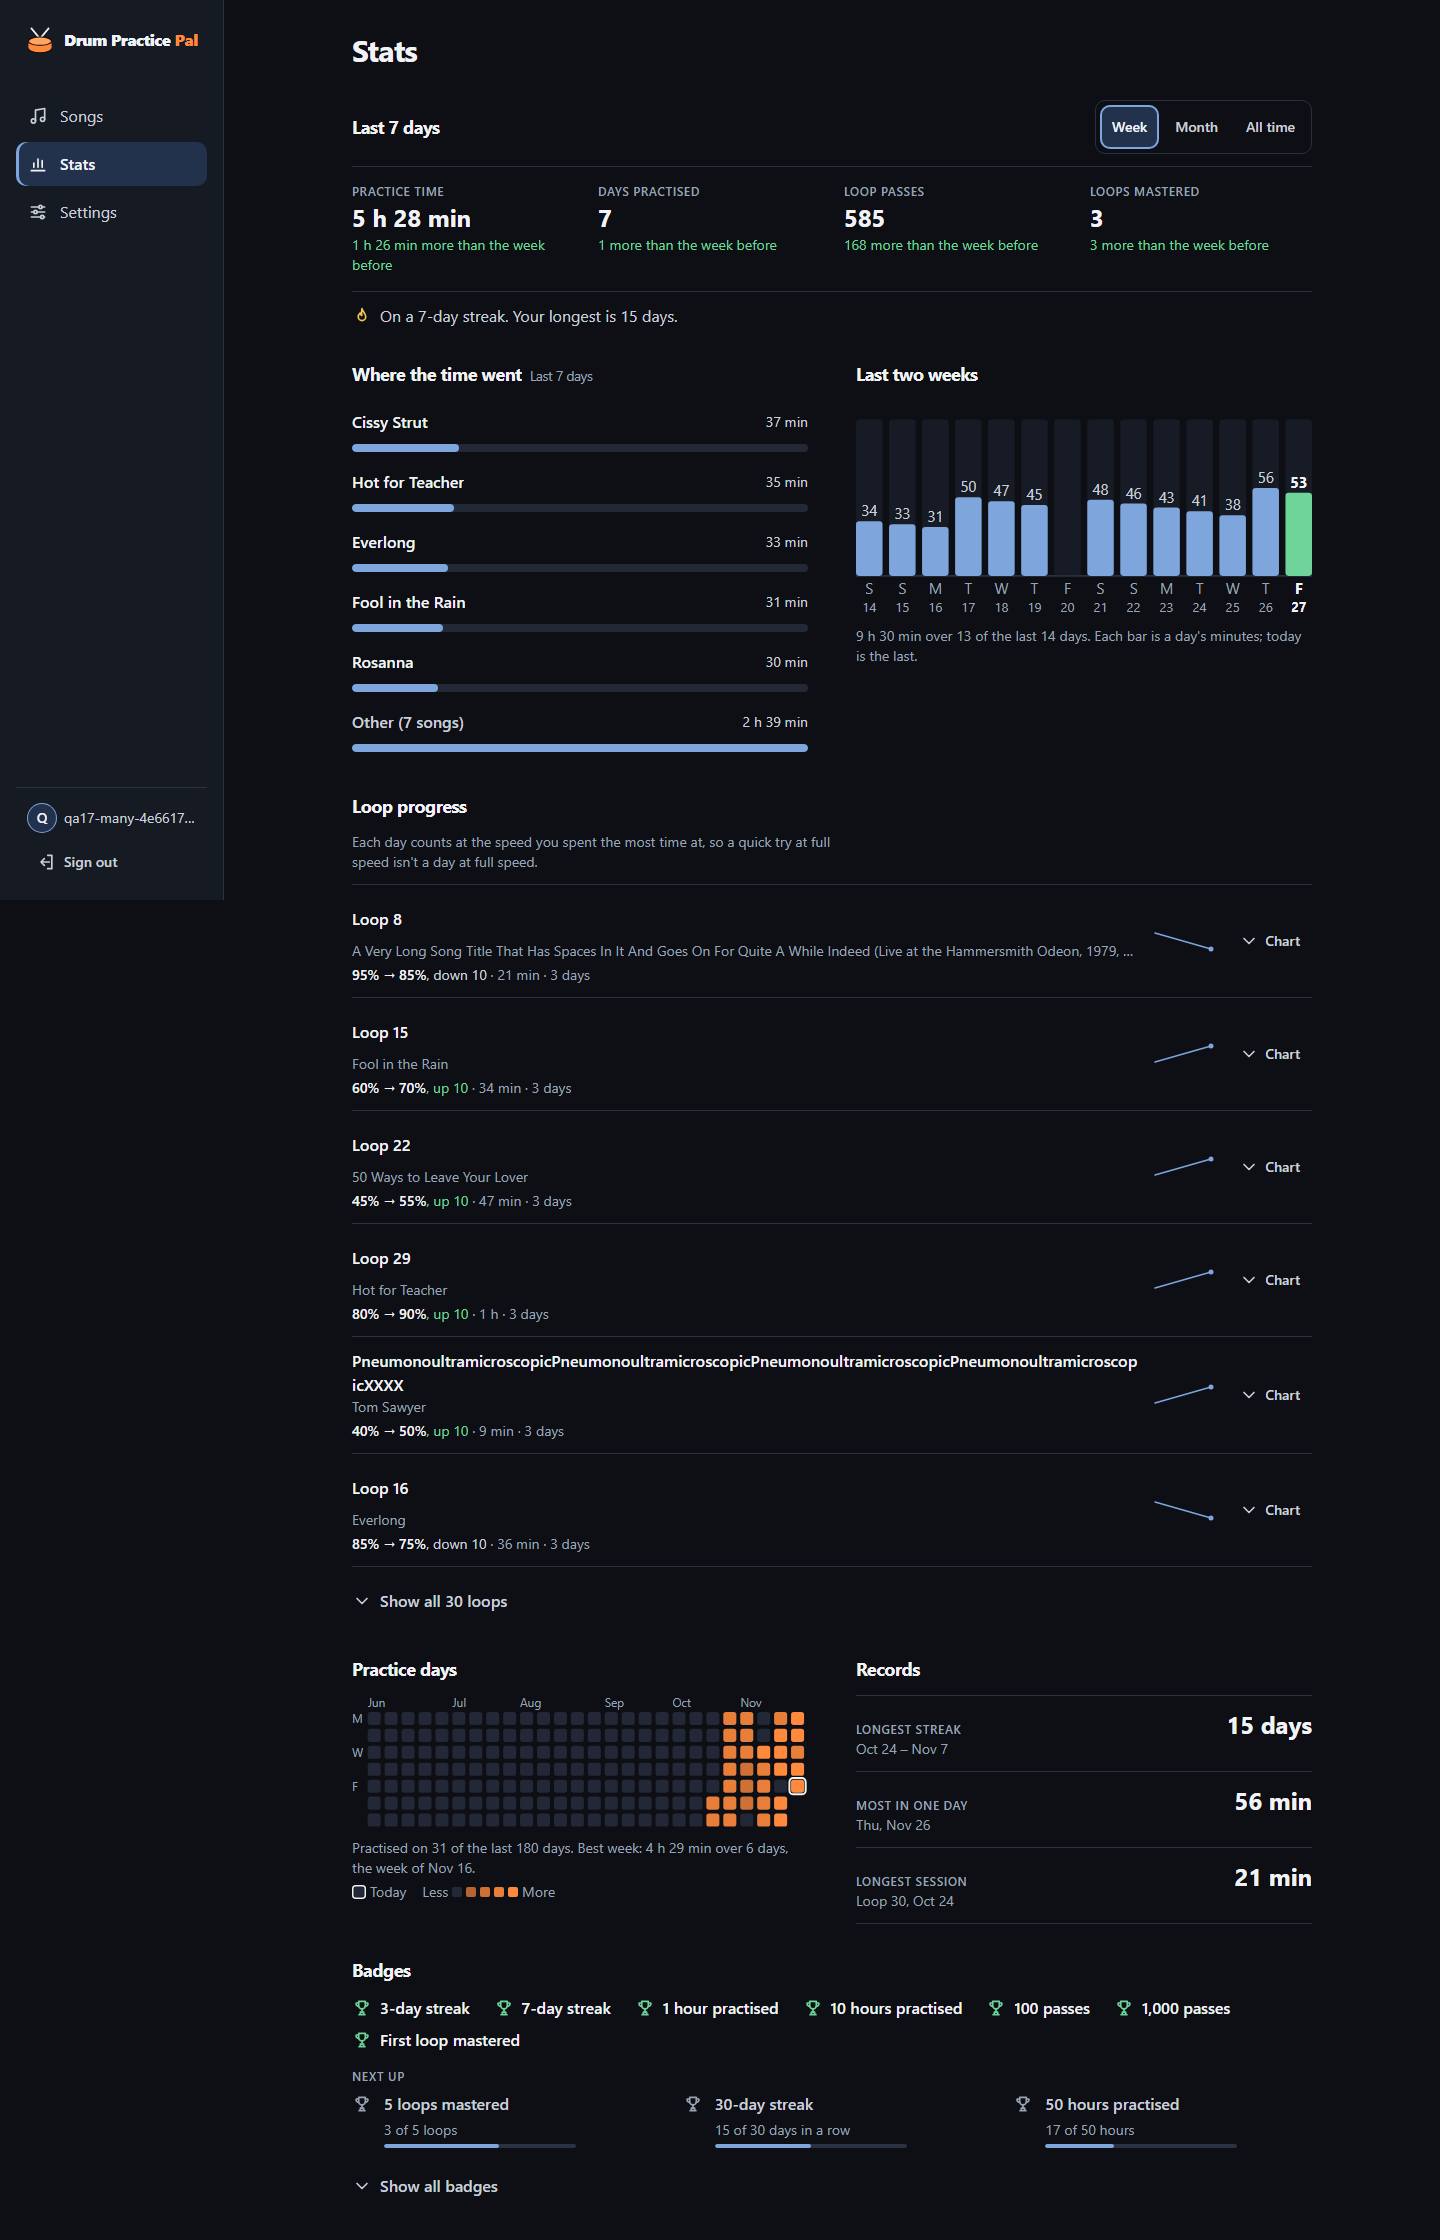 Drum Practice Pal
Songs
Stats
Settings
Q qa17-many-4e6617...
Sign out
Stats
Last 7 days
Week Month All time
PRACTICE TIME
5 h 28 min
1 h 26 min more than the week
before
DAYS PRACTISED
7
1 more than the week before
LOOP PASSES
585
168 more than the week before
LOOPS MASTERED
3
3 more than the week before
On a 7-day streak. Your longest is 15 days.
Where the time went Last 7 days
Cissy Strut 37 min
Hot for Teacher 35 min
Everlong 33 min
Fool in the Rain 31 min
Rosanna 30 min
Other (7 songs) 2 h 39 min
Last two weeks
34 33 31 50 47 45 48 46 43 41 38 56 53
S S M T W T F S S M T W T F
14 15 16 17 18 19 20 21 22 23 24 25 26 27
9 h 30 min over 13 of the last 14 days. Each bar is a day's minutes; today
is the last.
Loop progress
Each day counts at the speed you spent the most time at, so a quick try at full
speed isn't a day at full speed.
Loop 8
A Very Long Song Title That Has Spaces In It And Goes On For Quite A While Indeed (Live at the Hammersmith Odeon, 1979, ...
95% → 85%, down 10 · 21 min · 3 days
Chart
Loop 15
Fool in the Rain
60% → 70%, up 10 · 34 min · 3 days
Chart
Loop 22
50 Ways to Leave Your Lover
45% → 55%, up 10 · 47 min · 3 days
Chart
Loop 29
Hot for Teacher
80% → 90%, up 10 · 1 h · 3 days
Chart
PneumonoultramicroscopicPneumonoultramicroscopicPneumonoultramicroscopicPneumonoultramicroscop
icXXXX
Tom Sawyer
40% → 50%, up 10 · 9 min · 3 days
Chart
Loop 16
Everlong
85% → 75%, down 10 · 36 min · 3 days
Chart
Show all 30 loops
Practice days
Jun Jul Aug Sep Oct Nov
M
W
F
Practised on 31 of the last 180 days. Best week: 4 h 29 min over 6 days,
the week of Nov 16.
Today Less More
Records
LONGEST STREAK
Oct 24 – Nov 7
15 days
MOST IN ONE DAY
Thu, Nov 26
56 min
LONGEST SESSION
Loop 30, Oct 24
21 min
Badges
3-day streak 7-day streak 1 hour practised 10 hours practised 100 passes 1,000 passes
First loop mastered
NEXT UP
5 loops mastered
3 of 5 loops
30-day streak
15 of 30 days in a row
50 hours practised
17 of 50 hours
Show all badges